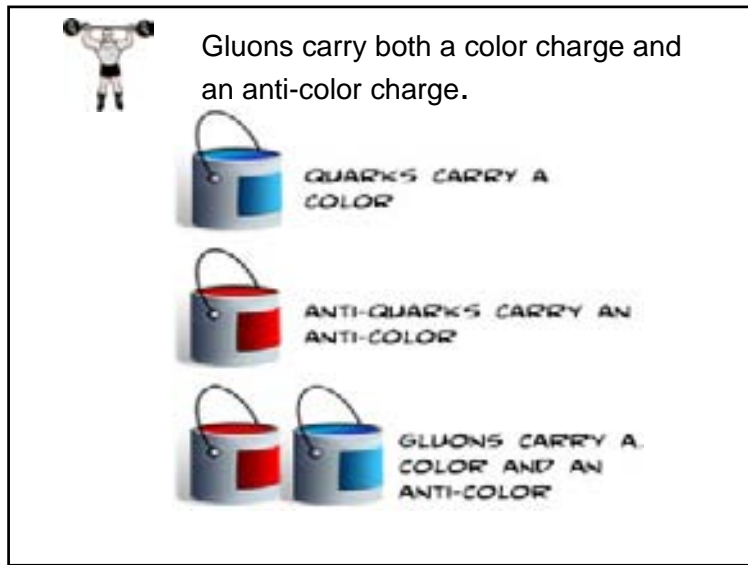 Gluons carry both a color charge and
an anti-color charge.
QUARKS CARRY A
COLOR
ANTI-QUARKS CARRY AN
ANTI-COLOR
GLUONS CARRY A
COLOR AND AN
ANTI-COLOR